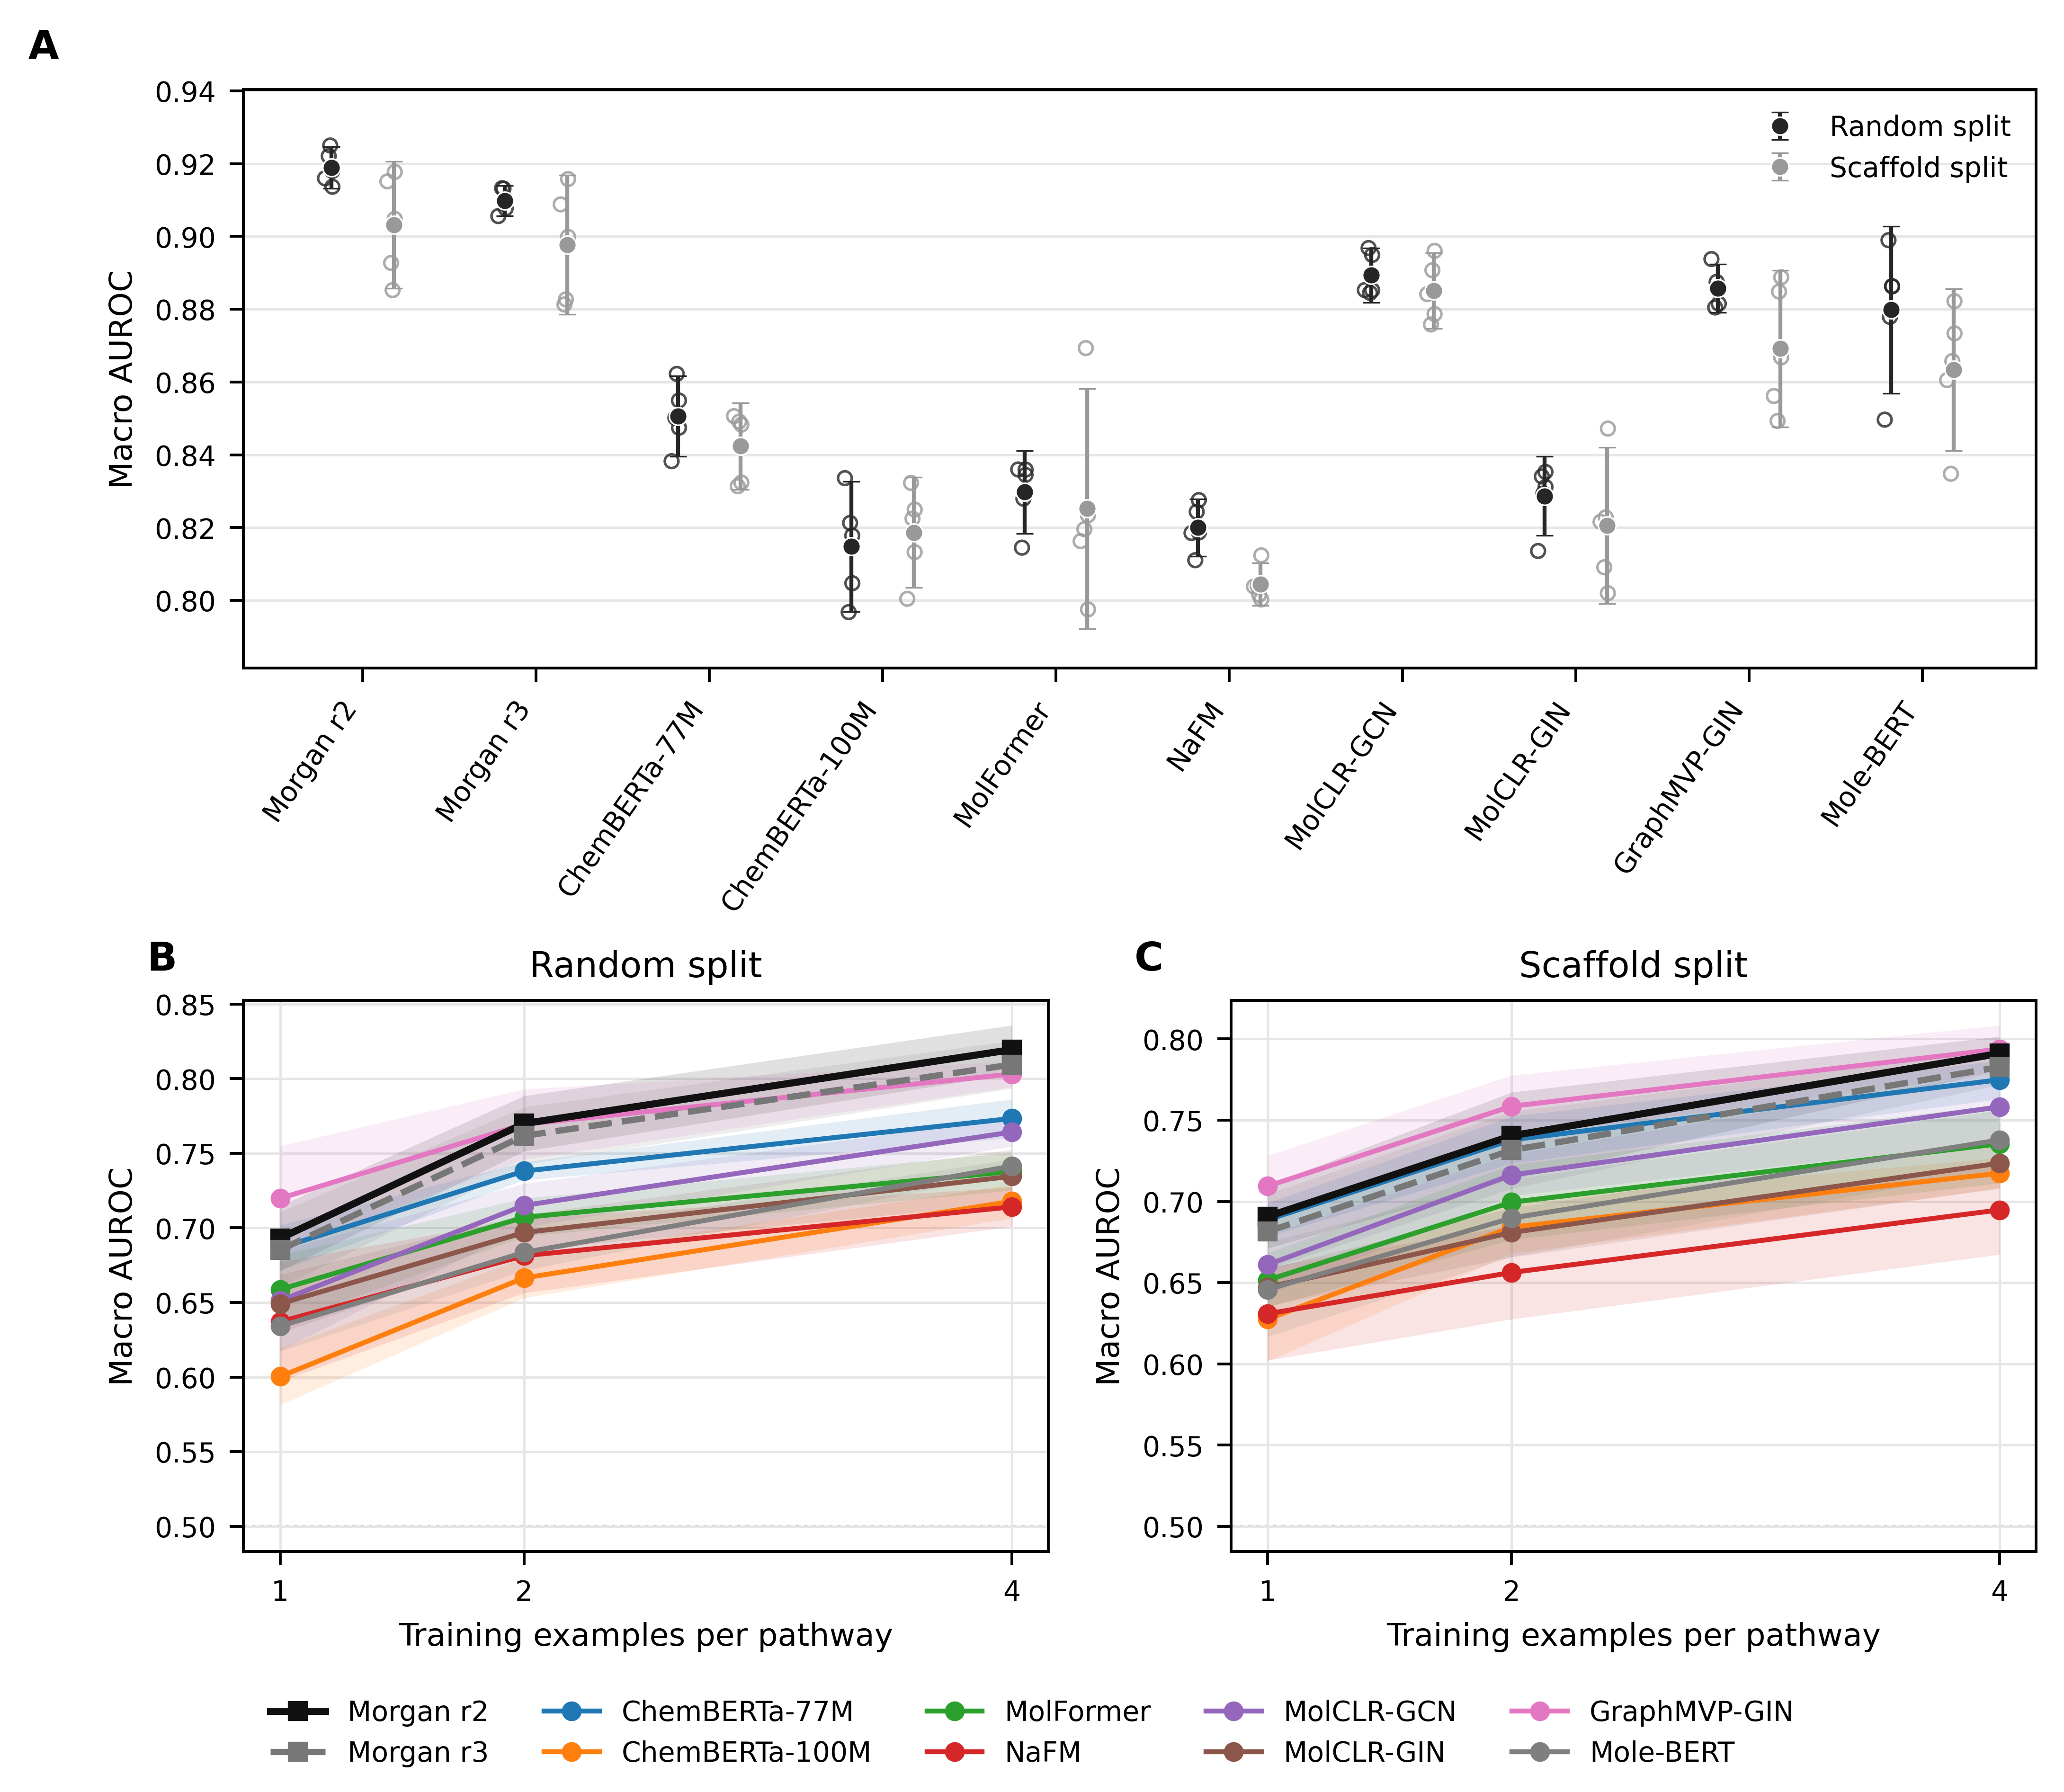 A
0.94
0.92
0.90
0.88
0.86
0.84
0.82
0.80
Macro AUROC
Random split
Scaffold split
Morgan r2
Morgan r3
ChemBERTa-77M
ChemBERTa-100M
MolFormer
NaFM
MolCLR-GCN
MolCLR-GIN
GraphMVP-GIN
Mole-BERT
B
Random split
0.85
0.80
0.75
0.70
0.65
0.60
0.55
0.50
Macro AUROC
1 2 4
Training examples per pathway
C
Scaffold split
0.80
0.75
0.70
0.65
0.60
0.55
0.50
Macro AUROC
1 2 4
Training examples per pathway
Morgan r2 ChemBERTa-77M MolFormer MolCLR-GCN GraphMVP-GIN
Morgan r3 ChemBERTa-100M NaFM MolCLR-GIN Mole-BERT